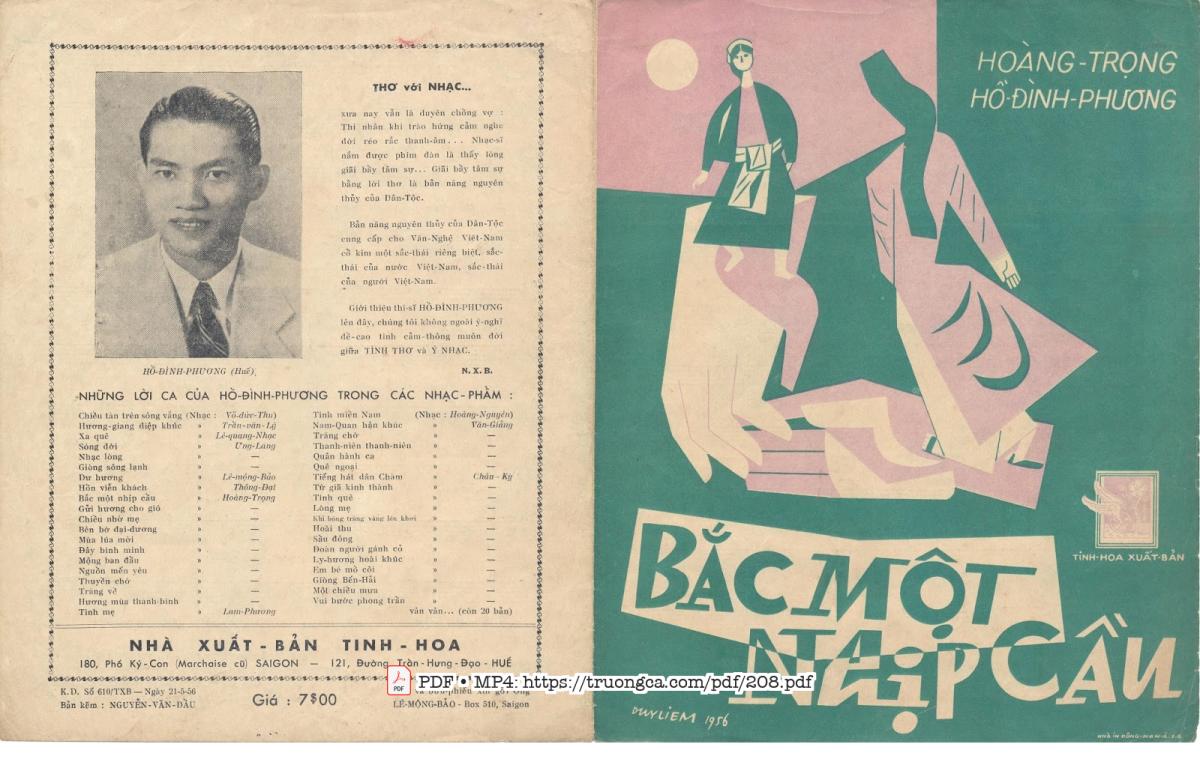 THƠ với NHẠC...
xưa nay vẫn là duyên chồng vợ :
Thi nhân khi trào hứng cảm nghe
đời réo rắc thanh-âm... Nhạc-sĩ
nắm được phím đàn là thấy lòng
giãi bầy tâm sự... Giãi bầy tâm sự
bằng lời thơ là bản năng nguyên
thủy của Dân-Tộc.
Bản năng nguyên thủy của Dân-Tộc
cung cấp cho Văn-Nghệ Việt-Nam
cổ kim một sắc-thái riêng biệt, sắc-
thái của nước Việt-Nam, sắc-thái
của người Việt-Nam.
Giới thiệu thi-sĩ HỒ-ĐÌNH-PHƯƠNG
lên đây, chúng tôi không ngoài ý-nghĩ
đề-cao tình cảm-thông muôn đời
giữa TÌNH THƠ và Ý NHẠC.
N. X. B.
HỒ-ĐÌNH-PHƯƠNG (Huế)
NHỮNG LỜI CA CỦA HỒ-ĐÌNH-PHƯƠNG TRONG CÁC NHẠC-PHẨM :
Chiều tàn trên sông vắng (Nhạc : Võ-đức-Thu)
Hương-giang điệp khúc » Trần-văn-Lý
Xa quê » Lê-quang-Nhạc
Sóng đời » Ưng-Lang
Nhạc lòng » —
Giòng sông lạnh » —
Dư hương » Lê-mộng-Bảo
Hồn viễn khách » Thông-Đạt
Bắc một nhịp cầu » Hoàng-Trọng
Gửi hương cho gió » —
Chiều nhớ mẹ » —
Bên bờ đại-dương » —
Mùa lúa mới » —
Đây bình minh » —
Mộng ban đầu » —
Nguồn mến yêu » —
Thuyền chờ » —
Trăng về » —
Hương mùa thanh-bình » —
Tình mẹ » Lam-Phương
Tình miền Nam (Nhạc : Hoàng-Nguyên)
Nam-Quan hận khúc » Văn-Giảng
Trăng chờ » —
Thanh-niên thanh-niên » —
Quân hành ca » —
Quê ngoại » —
Tiếng hát dân Chàm » Châu-Kỳ
Từ giã kinh thành » —
Tình quê » —
Lòng mẹ » —
Khi bóng trăng vàng lên khơi » —
Hoài thu » —
Sầu đông » —
Đoàn người gánh cỏ » —
Ly-hương hoài khúc » —
Em bé mồ côi » —
Giòng Bến-Hải » —
Một chiều mưa » —
Vui bước phong trần » —
vân vân... (còn 20 bản)
NHÀ XUẤT-BẢN TINH-HOA
180, Phố Ký-Con (Marchaise cũ) SAIGON — 121, Đường Trần-Hưng-Đạo - HUẾ
K.D. Số 610/TXB — Ngày 21-5-56
Bản kẽm : NGUYỄN-VĂN-DẦU
Giá : 7$00
và bưu-phiếu xin gởi Ông
LÊ-MỘNG-BẢO - Box 510, Saigon
PDF
PDF • MP4: https://truongca.com/pdf/208.pdf
HOÀNG-TRỌNG
HỒ-ĐÌNH-PHƯƠNG
TINH-HOA XUẤT-BẢN
BẮC MỘT
NHỊP CẦU
DUYLIEM 1956